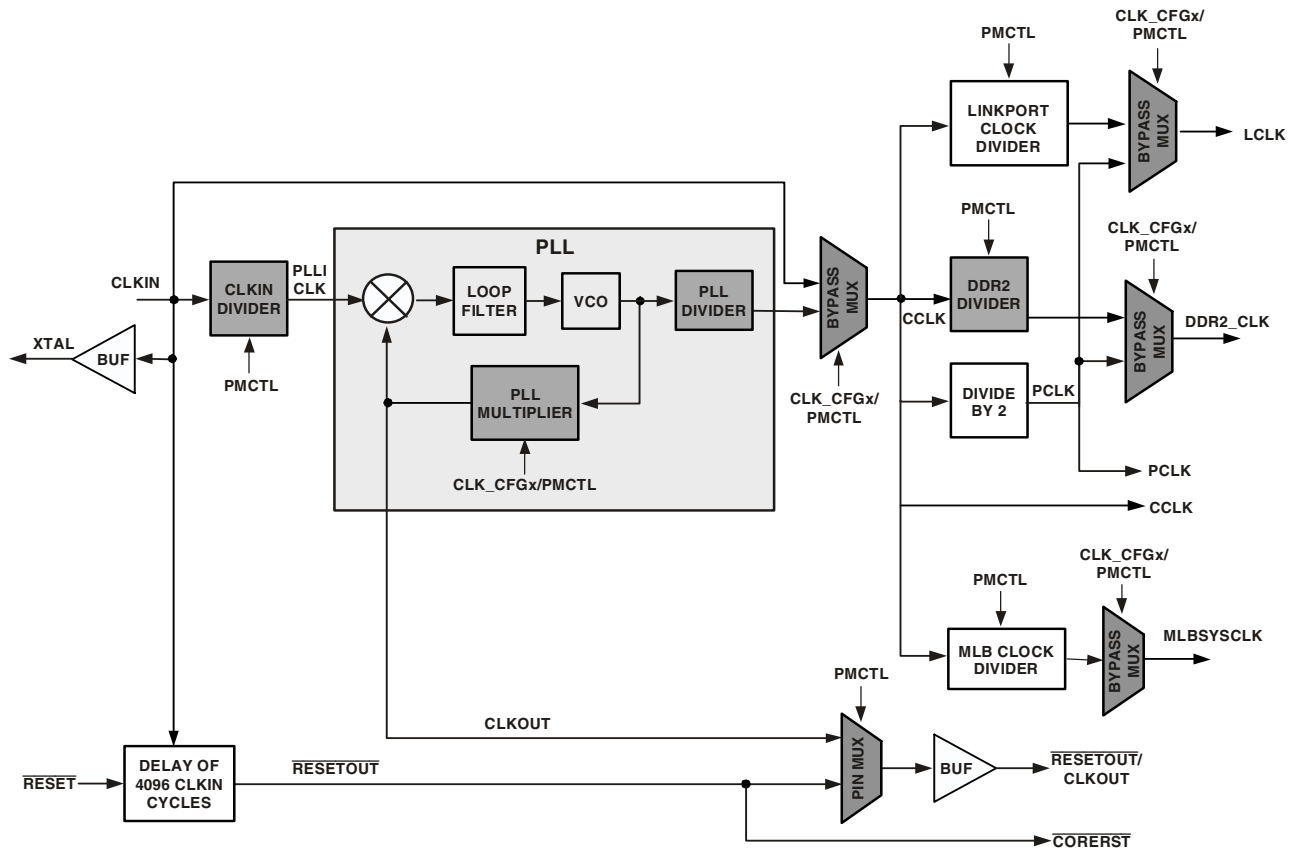 CLK_CFGx/
PMCTL
PMCTL
LINKPORT
CLOCK
DIVIDER
BYPASS
MUX
LCLK
PMCTL
CLK_CFGx/
PMCTL
PLL
CLKIN
CLKIN
DIVIDER
PLLI
CLK
LOOP
FILTER
VCO
PLL
DIVIDER
BYPASS
MUX
CCLK
DDR2
DIVIDER
BYPASS
MUX
DDR2_CLK
XTAL
BUF
PMCTL
PLL
MULTIPLIER
CLK_CFGx/
PMCTL
DIVIDE
BY 2
PCLK
CLK_CFGx/PMCTL
PCLK
CCLK
CLK_CFGx/
PMCTL
PMCTL
MLB CLOCK
DIVIDER
BYPASS
MUX
MLBSYSCLK
PMCTL
CLKOUT
RESET
DELAY OF
4096 CLKIN
CYCLES
RESETOUT
PIN MUX
BUF
RESETOUT/
CLKOUT
CORERST